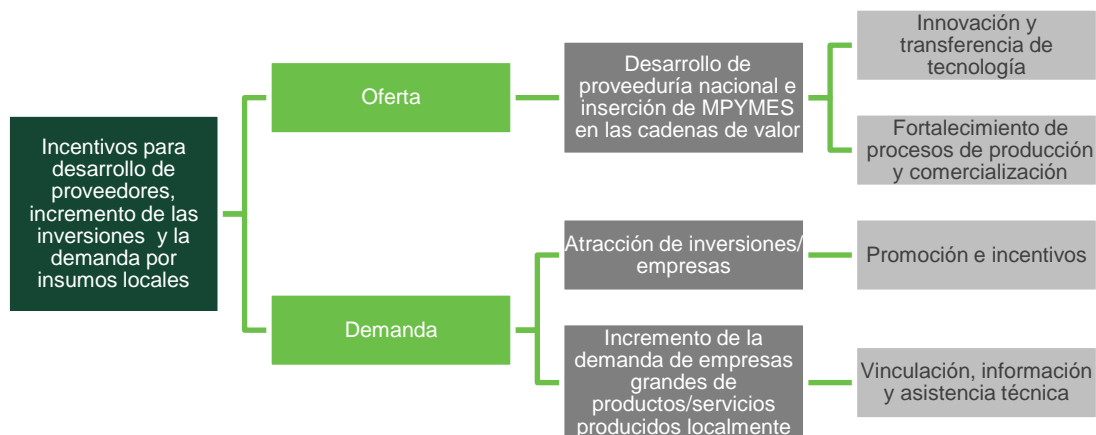 Incentivos para
desarrollo de
proveedores,
incremento de las
inversiones y la
demanda por
insumos locales
Oferta
Desarrollo de
proveeduría nacional e
inserción de MPYMES
en las cadenas de valor
Innovación y
transferencia de
tecnología
Fortalecimiento de
procesos de producción
y comercialización
Demanda
Atracción de inversiones/
empresas
Promoción e incentivos
Incremento de la
demanda de empresas
grandes de
productos/servicios
producidos localmente
Vinculación, información
y asistencia técnica